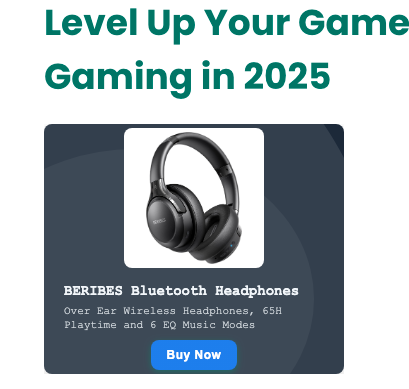 Level Up Your Game
Gaming in 2025
BERIBES
BERIBES Bluetooth Headphones
Over Ear Wireless Headphones, 65H
Playtime and 6 EQ Music Modes
Buy Now